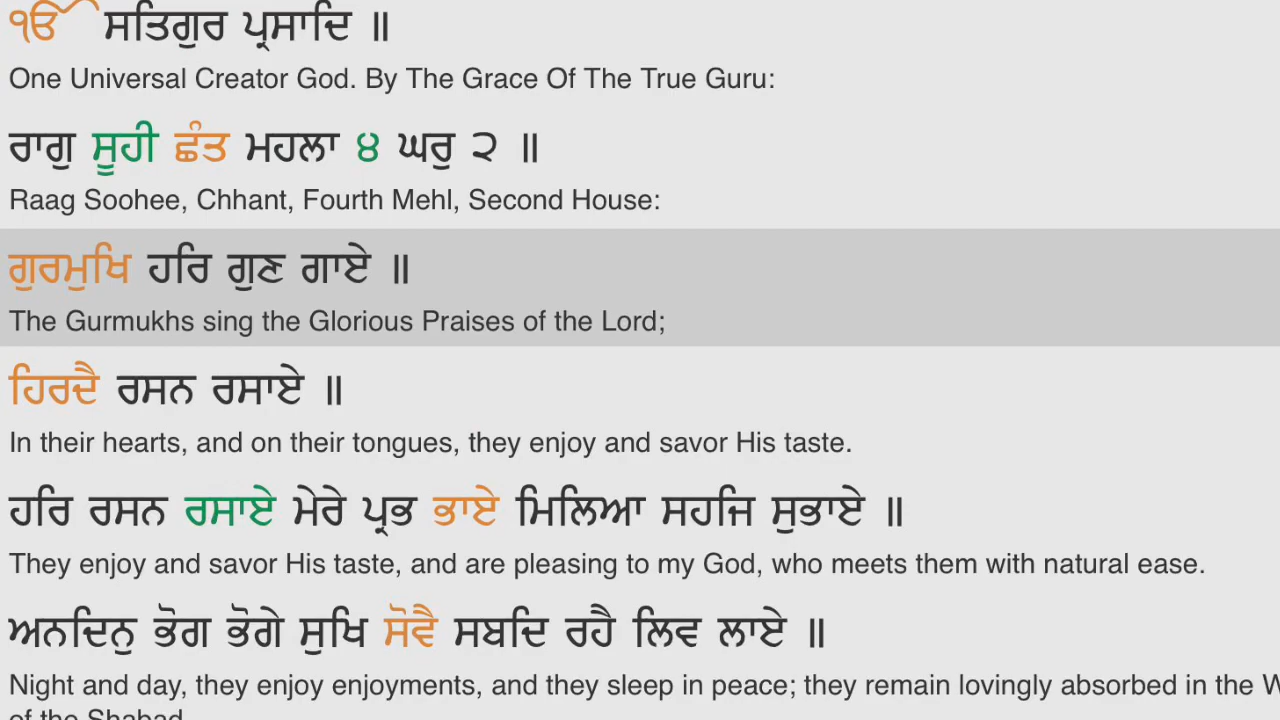 ੴ ਸਤਿਗੁਰ ਪ੍ਰਸਾਦਿ ॥
One Universal Creator God. By The Grace Of The True Guru:
ਰਾਗੁ ਸੂਹੀ ਛੰਤ ਮਹਲਾ ੪ ਘਰੁ ੨ ॥
Raag Soohee, Chhant, Fourth Mehl, Second House:
ਗੁਰਮੁਖਿ ਹਰਿ ਗੁਣ ਗਾਏ ॥
The Gurmukhs sing the Glorious Praises of the Lord;
ਹਿਰਦੈ ਰਸਨ ਰਸਾਏ ॥
In their hearts, and on their tongues, they enjoy and savor His taste.
ਹਰਿ ਰਸਨ ਰਸਾਏ ਮੇਰੇ ਪ੍ਰਭ ਭਾਏ ਮਿਲਿਆ ਸਹਜਿ ਸੁਭਾਏ ॥
They enjoy and savor His taste, and are pleasing to my God, who meets them with natural ease.
ਅਨਦਿਨੁ ਭੋਗ ਭੋਗੇ ਸੁਖਿ ਸੋਵੈ ਸਬਦਿ ਰਹੈ ਲਿਵ ਲਾਏ ॥
Night and day, they enjoy enjoyments, and they sleep in peace; they remain lovingly absorbed in the
of the Shabad